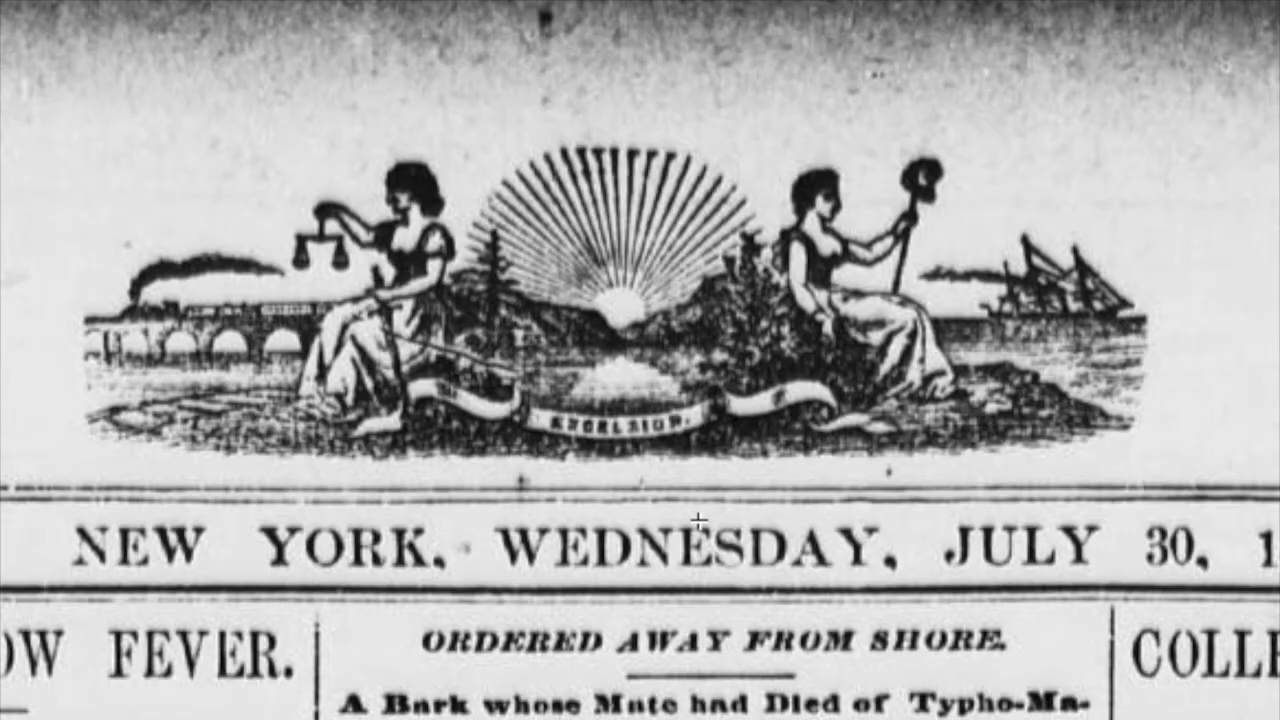 EXCELSIOR.
NEW YORK, WEDNESDAY, JULY 30, 1
OW FEVER.
ORDERED AWAY FROM SHORE.
A Bark whose Mate had Died of Typho-Ma-
COLLE